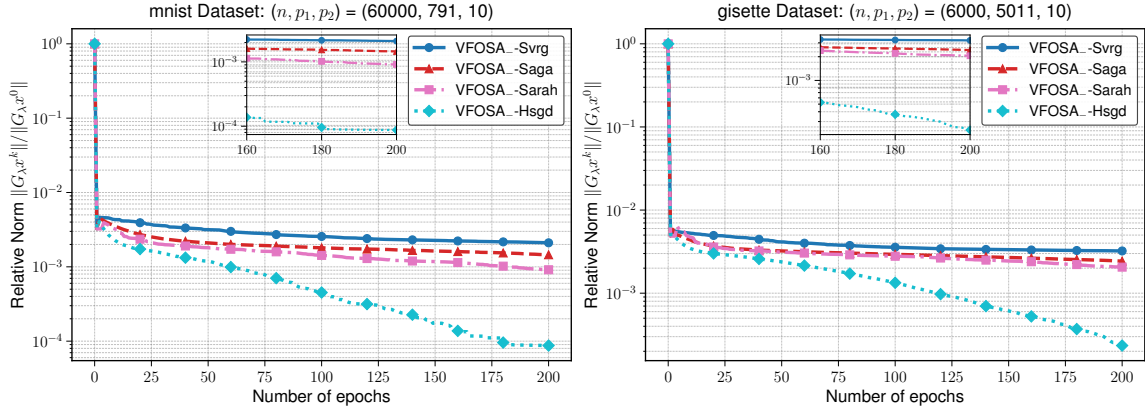 mnist Dataset: (n, p₁, p₂) = (60000, 791, 10)
Relative Norm ||G_λx^k||/||G_λx^0||
10⁰
10⁻¹
10⁻²
10⁻³
10⁻⁴
10⁻³
10⁻⁴
160 180 200
VFOSA_-Svrg
VFOSA_-Saga
VFOSA_-Sarah
VFOSA_-Hsgd
0 25 50 75 100 125 150 175 200
Number of epochs
gisette Dataset: (n, p₁, p₂) = (6000, 5011, 10)
Relative Norm ||G_λx^k||/||G_λx^0||
10⁰
10⁻¹
10⁻²
10⁻³
10⁻³
160 180 200
VFOSA_-Svrg
VFOSA_-Saga
VFOSA_-Sarah
VFOSA_-Hsgd
0 25 50 75 100 125 150 175 200
Number of epochs